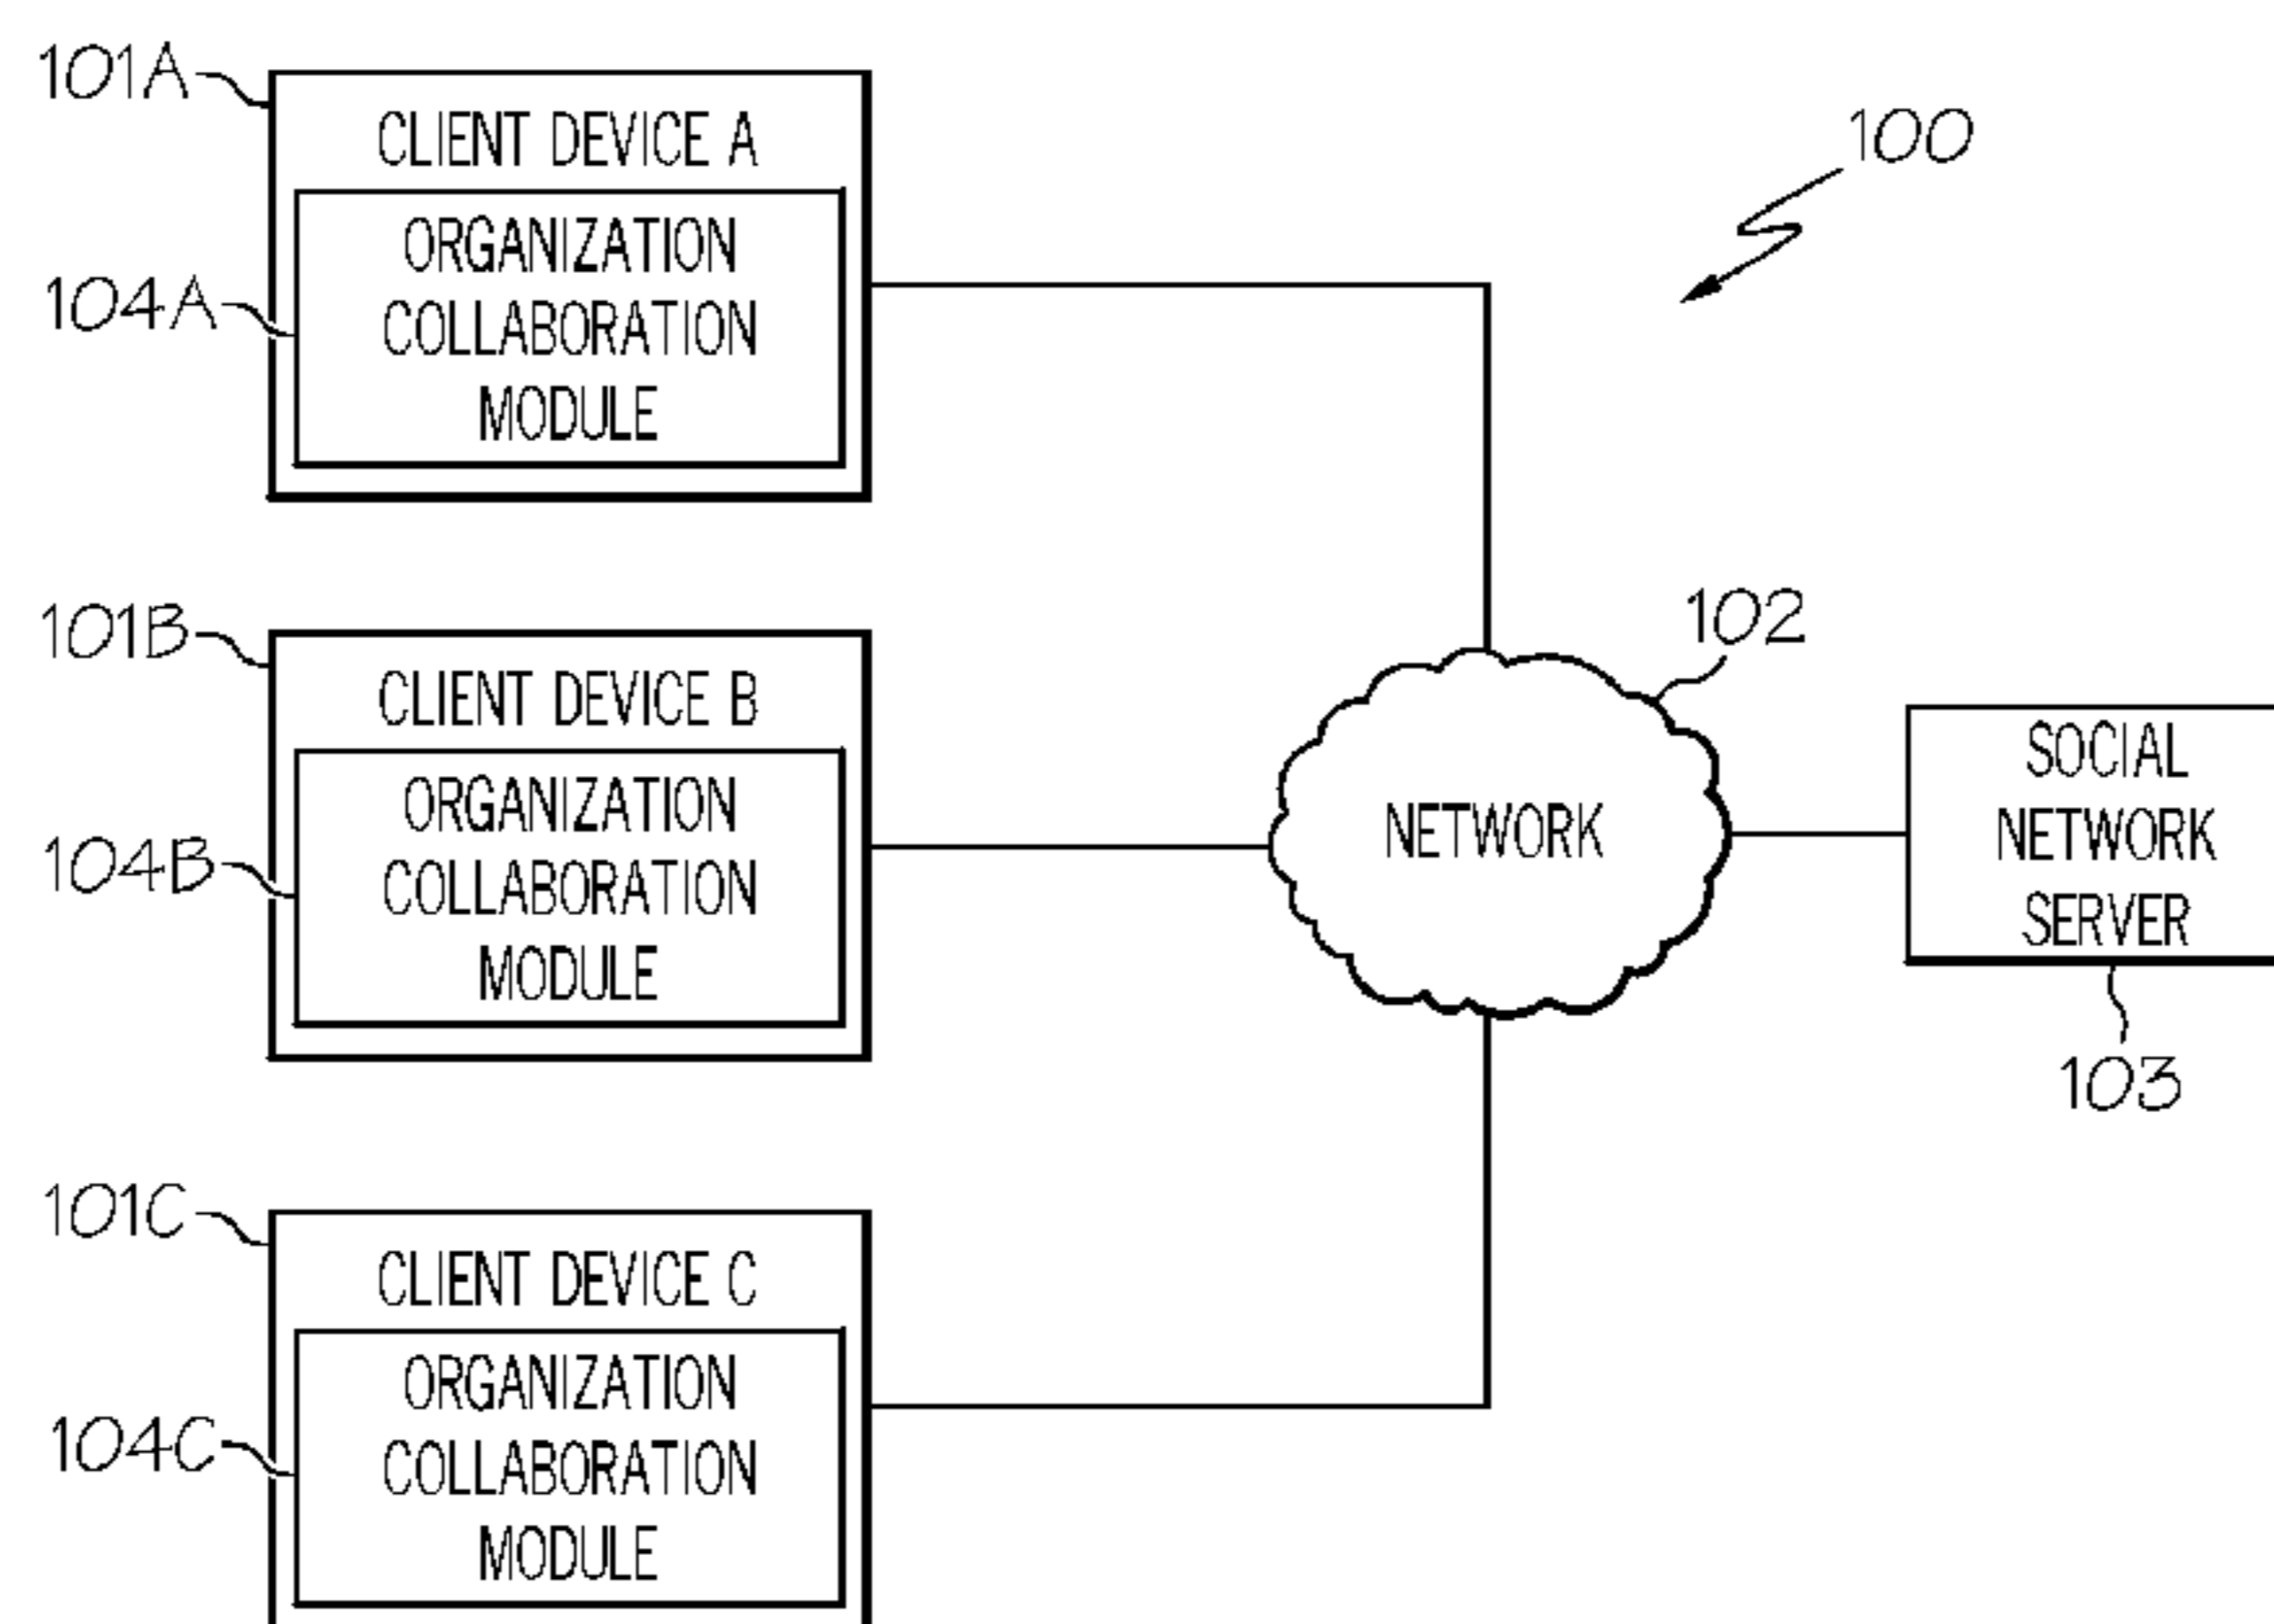 101A
CLIENT DEVICE A
104A
ORGANIZATION
COLLABORATION
MODULE
100
101B
CLIENT DEVICE B
104B
ORGANIZATION
COLLABORATION
MODULE
102
NETWORK
SOCIAL
NETWORK
SERVER
103
101C
CLIENT DEVICE C
104C
ORGANIZATION
COLLABORATION
MODULE